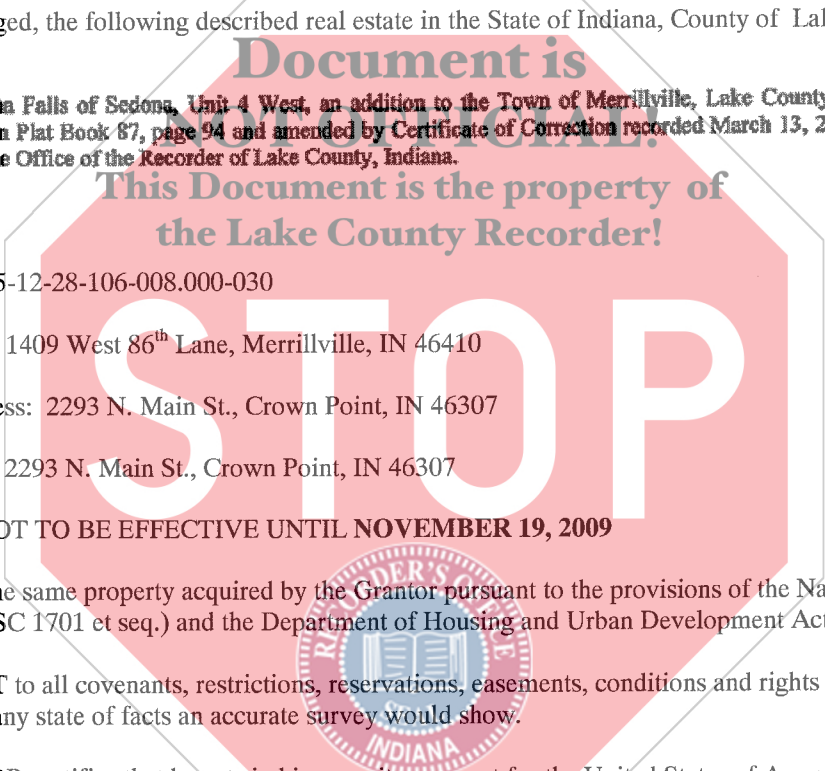 ged, the following described real estate in the State of Indiana, County of Lal
Document is
a Falls of Sedona, Unit 4 West, an addition to the Town of Merrillville, Lake County
NOT OFFICIAL!
n Plat Book 87, page 94 and amended by Certificate of Correction recorded March 13, 2
e Office of the Recorder of Lake County, Indiana.
This Document is the property of
the Lake County Recorder!
5-12-28-106-008.000-030
1409 West 86th Lane, Merrillville, IN 46410
STOP
ess: 2293 N. Main St., Crown Point, IN 46307
2293 N. Main St., Crown Point, IN 46307
OT TO BE EFFECTIVE UNTIL NOVEMBER 19, 2009
RECORDER'S OFFICE
ne same property acquired by the Grantor pursuant to the provisions of the Na
SC 1701 et seq.) and the Department of Housing and Urban Development Act
T to all covenants, restrictions, reservations, easements, conditions and rights
SEAL
any state of facts an accurate survey would show.
INDIANA